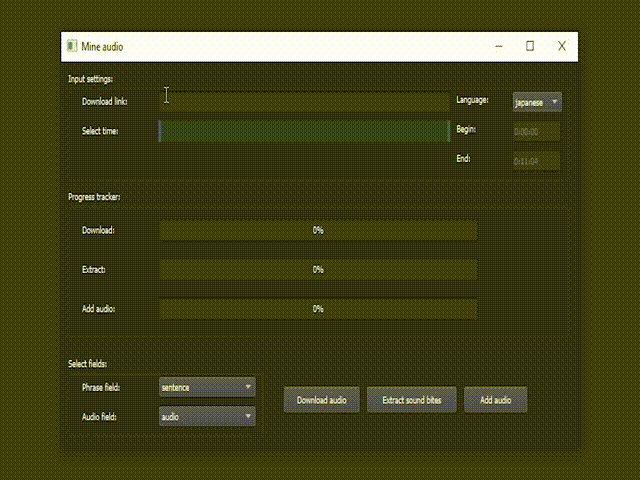 Mine audio
Input settings:
Download link:
Language:
japanese
Select time:
Begin:
0:00:00
End:
0:11:04
Progress tracker:
Download:
0%
Extract:
0%
Add audio:
0%
Select fields:
Phrase field:
sentence
Audio field:
audio
Download audio
Extract sound bites
Add audio